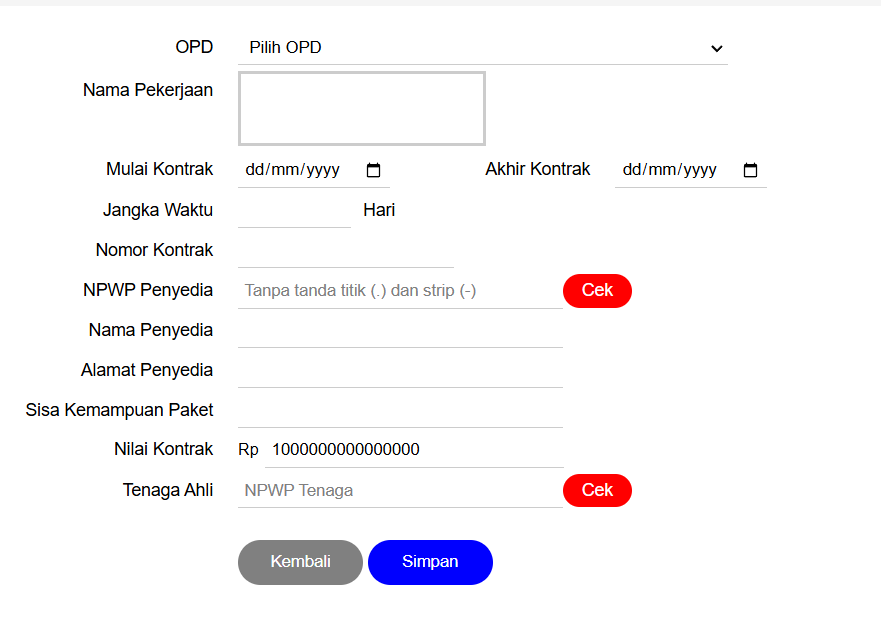 OPD Pilih OPD
Nama Pekerjaan
Mulai Kontrak dd/mm/yyyy Akhir Kontrak dd/mm/yyyy
Jangka Waktu Hari
Nomor Kontrak
NPWP Penyedia Tanpa tanda titik (.) dan strip (-) Cek
Nama Penyedia
Alamat Penyedia
Sisa Kemampuan Paket
Nilai Kontrak Rp 1000000000000000
Tenaga Ahli NPWP Tenaga Cek
Kembali Simpan